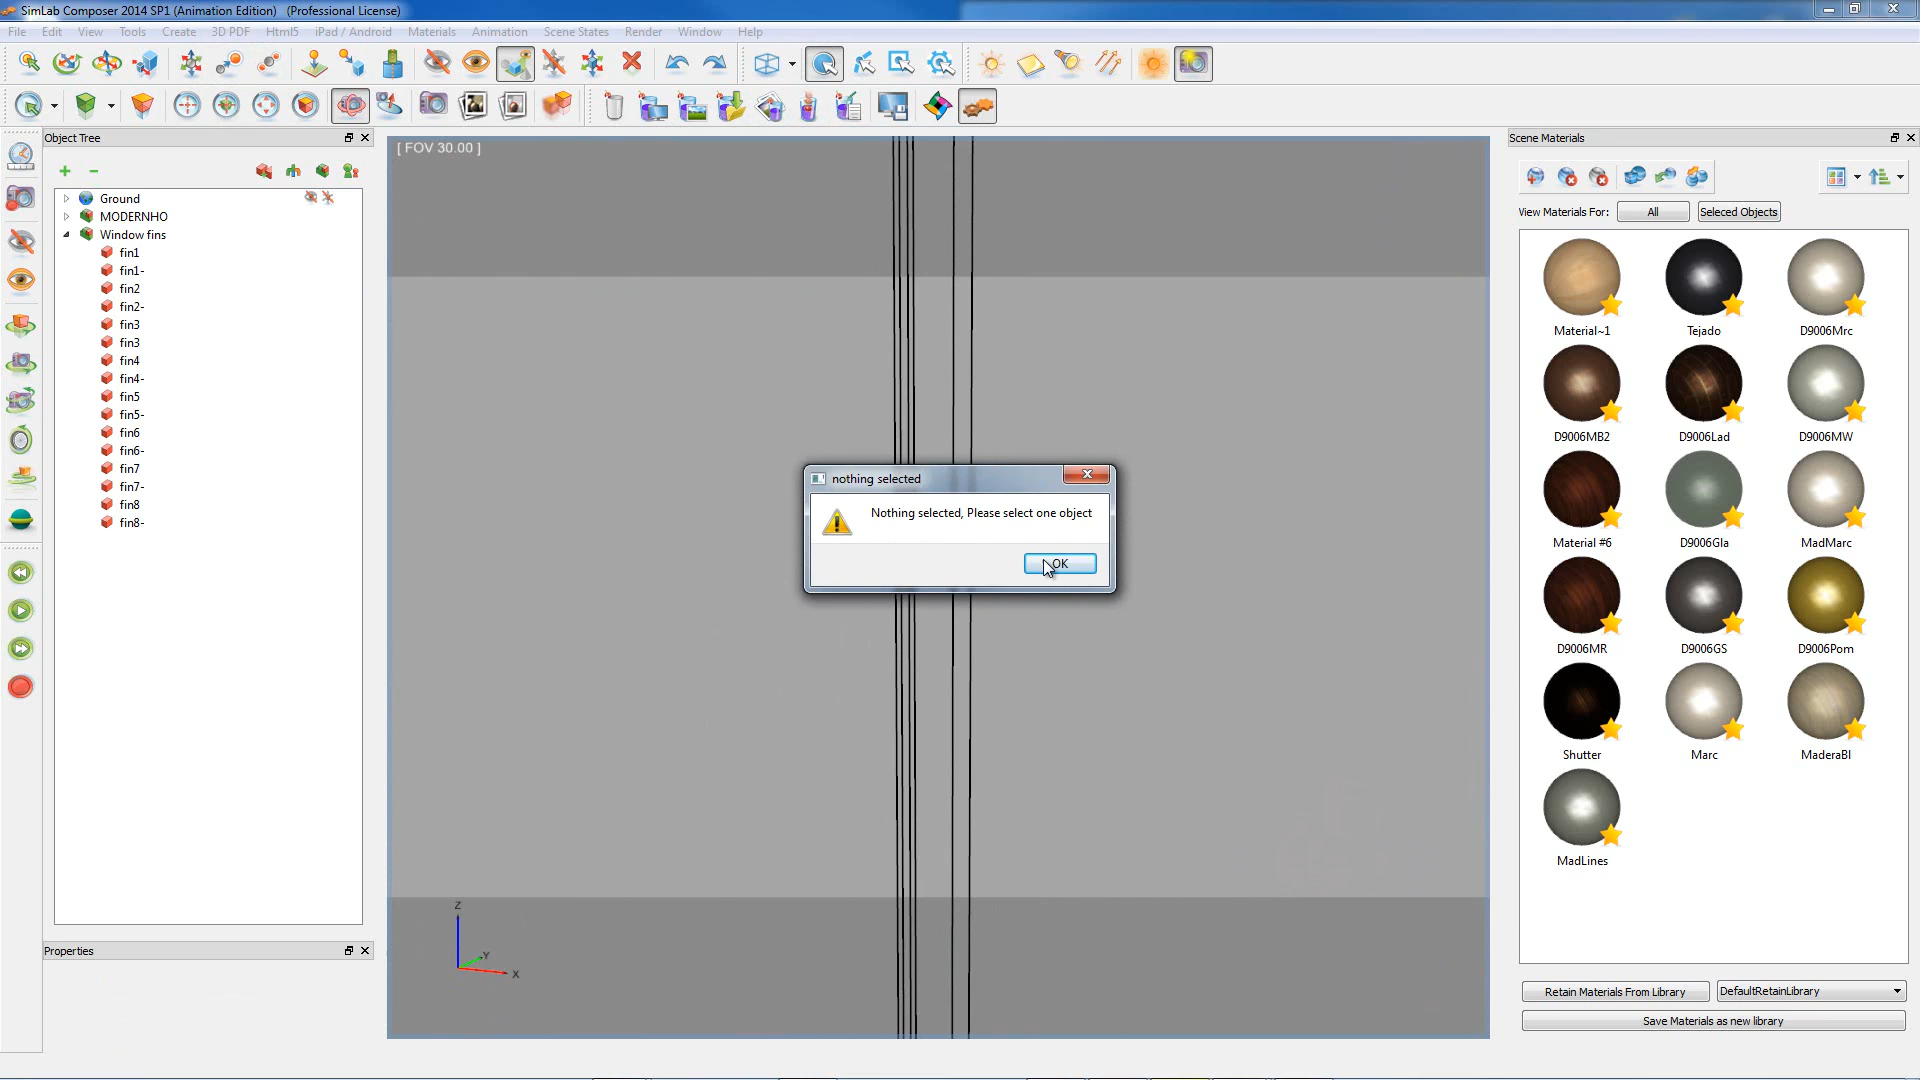 SimLab Composer 2014 SP1 (Animation Edition)   (Professional License)
File Edit View Tools Create 3D PDF Html5 iPad / Android Materials Animation Scene States Render Window Help
Object Tree
Ground
MODERNHO
Window fins
fin1
fin1-
fin2
fin2-
fin3
fin3
fin4
fin4-
fin5
fin5-
fin6
fin6-
fin7
fin7-
fin8
fin8-
Properties
[ FOV 30.00 ]
nothing selected
Nothing selected, Please select one object
OK
Z
Y
X
Scene Materials
View Materials For: All Seleced Objects
Material~1 Tejado D9006Mrc
D9006MB2 D9006Lad D9006MW
Material #6 D9006Gla MadMarc
D9006MR D9006GS D9006Pom
Shutter Marc MaderaBl
MadLines
Retain Materials From Library DefaultRetainLibrary
Save Materials as new library